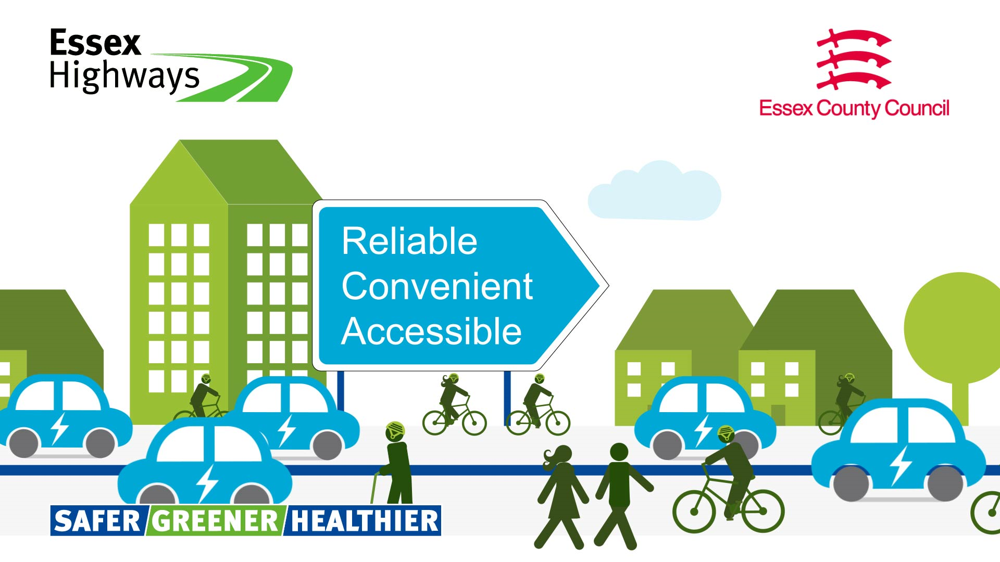 Essex
Highways
Essex County Council
Reliable
Convenient
Accessible
SAFER GREENER HEALTHIER